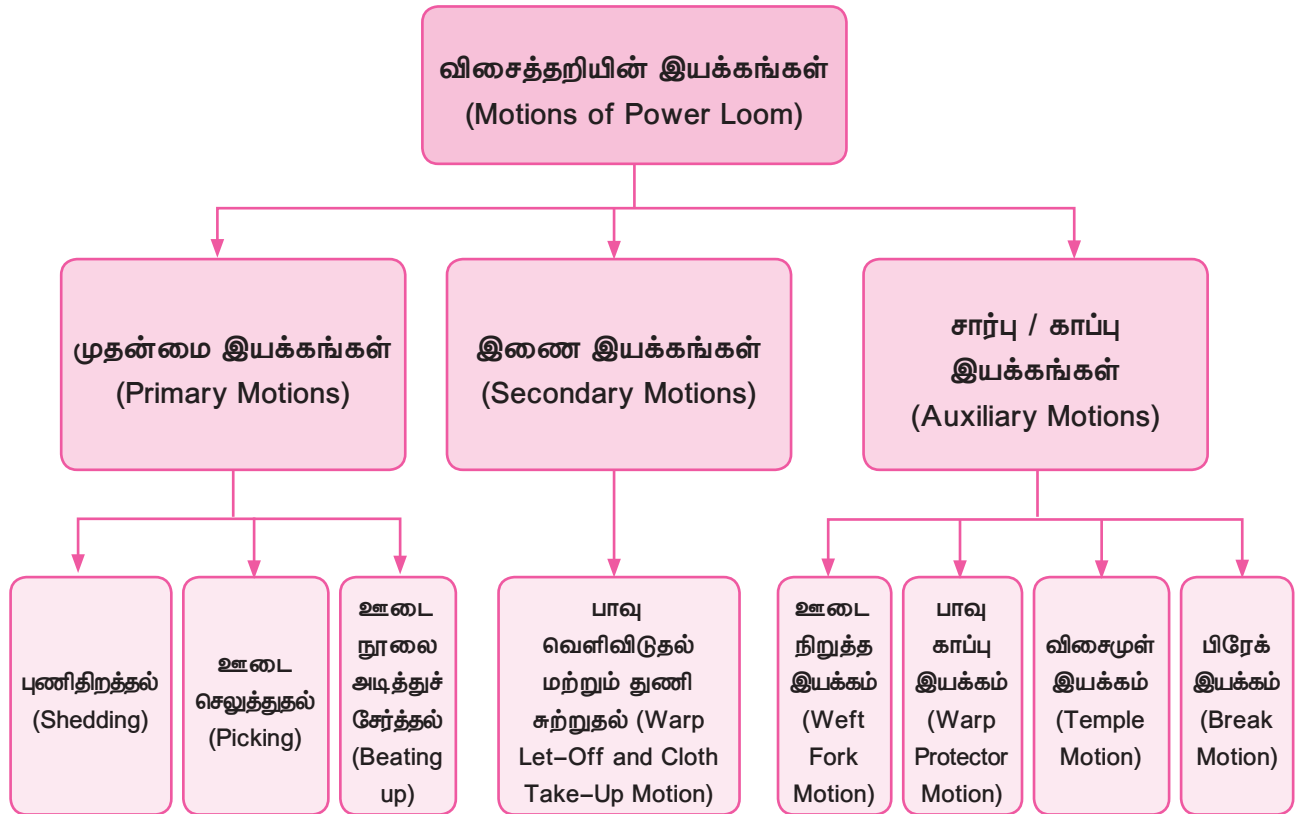 விசைத்தறியின் இயக்கங்கள்
(Motions of Power Loom)
முதன்மை இயக்கங்கள்
(Primary Motions)
இணை இயக்கங்கள்
(Secondary Motions)
சார்பு / காப்பு
இயக்கங்கள்
(Auxiliary Motions)
புணிதிறத்தல்
(Shedding)
ஊடை
செலுத்துதல்
(Picking)
ஊடை
நூலை
அடித்துச்
சேர்த்தல்
(Beating
up)
பாவு
வெளிவிடுதல்
மற்றும் துணி
சுற்றுதல் (Warp
Let-Off and Cloth
Take-Up Motion)
ஊடை
நிறுத்த
இயக்கம்
(Weft
Fork
Motion)
பாவு
காப்பு
இயக்கம்
(Warp
Protector
Motion)
விசைமுள்
இயக்கம்
(Temple
Motion)
பிரேக்
இயக்கம்
(Break
Motion)